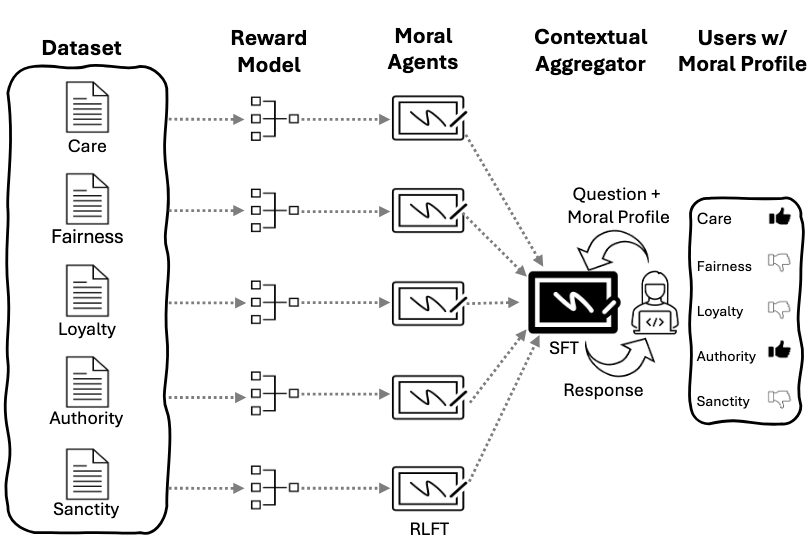 Dataset
Reward
Model
Moral
Agents
Contextual
Aggregator
Users w/
Moral Profile
Care
Fairness
Loyalty
Authority
Sanctity
RLFT
Question +
Moral Profile
</>
SFT
Response
Care
Fairness
Loyalty
Authority
Sanctity